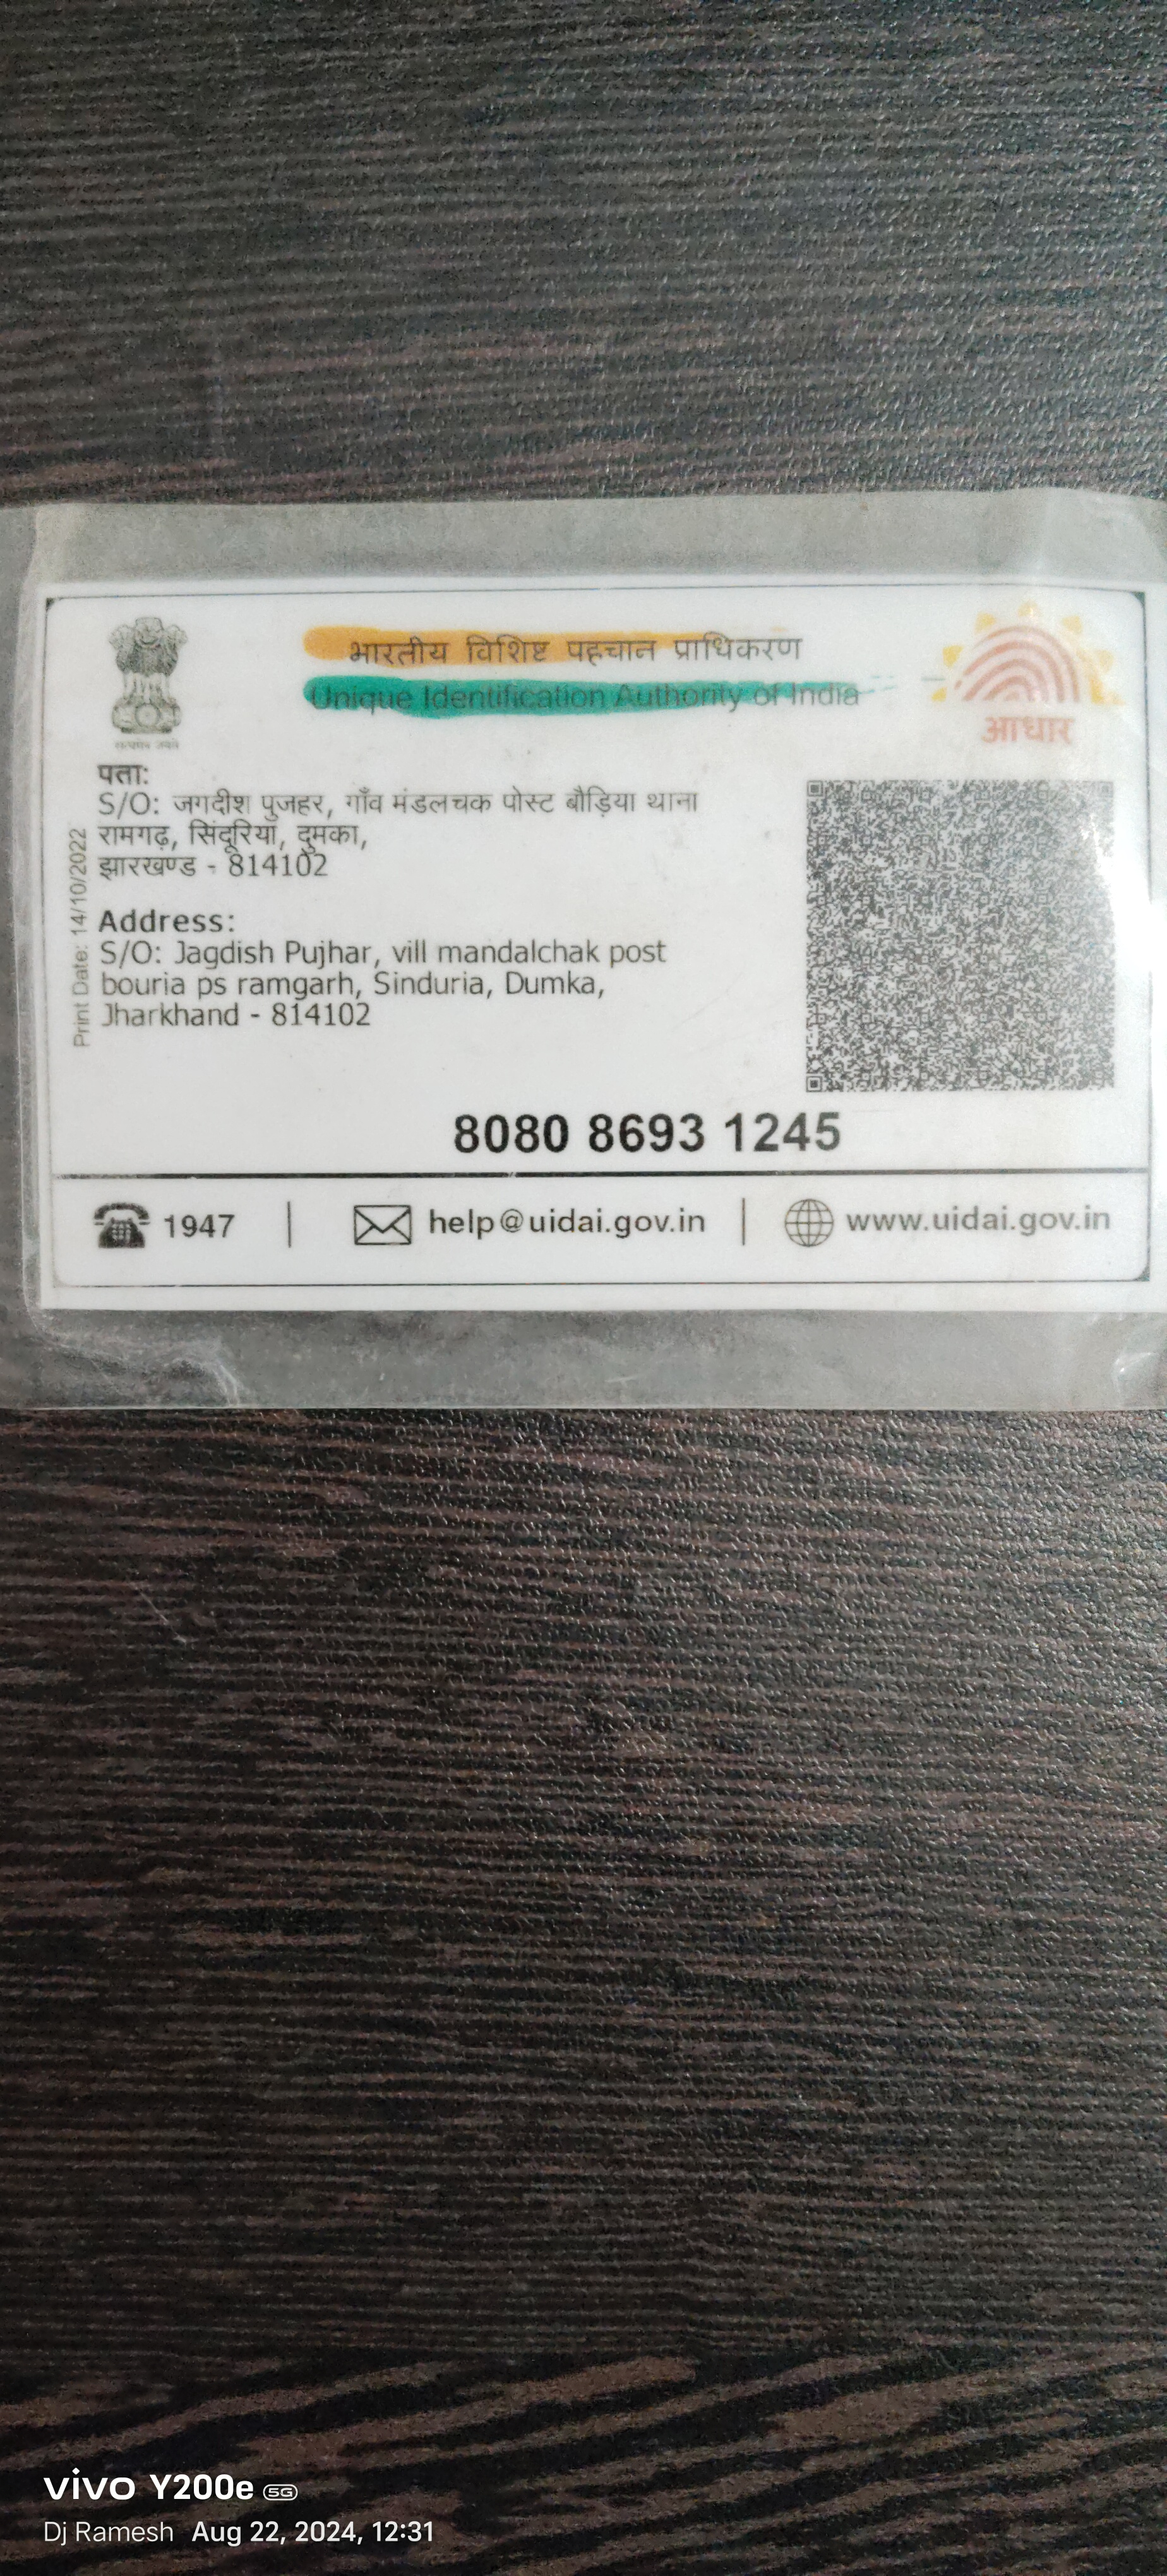 भारतीय विशिष्ट पहचान प्राधिकरण
Unique Identification Authority of India
सत्यमेव जयते
आधार
पता:
S/O: जगदीश पुजहर, गाँव मंडलचक पोस्ट बौड़िया थाना
रामगढ़, सिंदूरिया, दुमका,
झारखण्ड - 814102
Address:
S/O: Jagdish Pujhar, vill mandalchak post
bouria ps ramgarh, Sinduria, Dumka,
Jharkhand - 814102
Print Date: 14/10/2022
8080 8693 1245
1947 | help@uidai.gov.in | www.uidai.gov.in
vivo Y200e 5G
Dj Ramesh Aug 22, 2024, 12:31